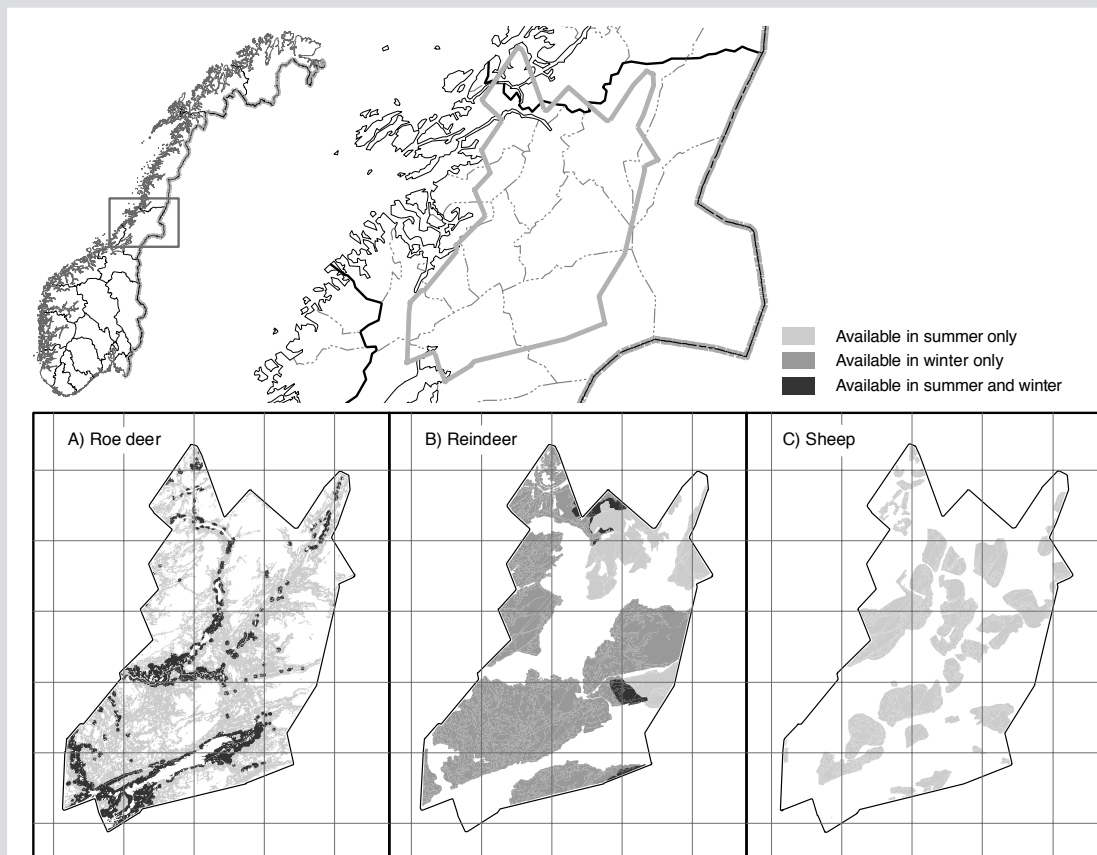 Available in summer only
Available in winter only
Available in summer and winter
A) Roe deer
B) Reindeer
C) Sheep